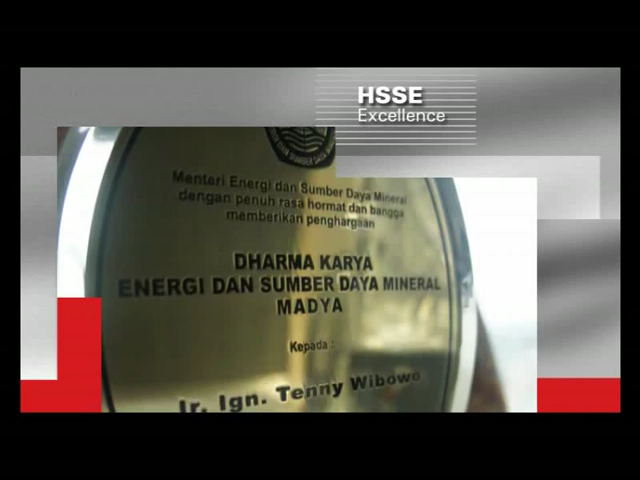 HSSE
Excellence
Menteri Energi dan Sumber Daya Mineral
dengan penuh rasa hormat dan bangga
memberikan penghargaan
DHARMA KARYA
ENERGI DAN SUMBER DAYA MINERAL
MADYA
Kepada :
Ir. Ign. Tenny Wibowo